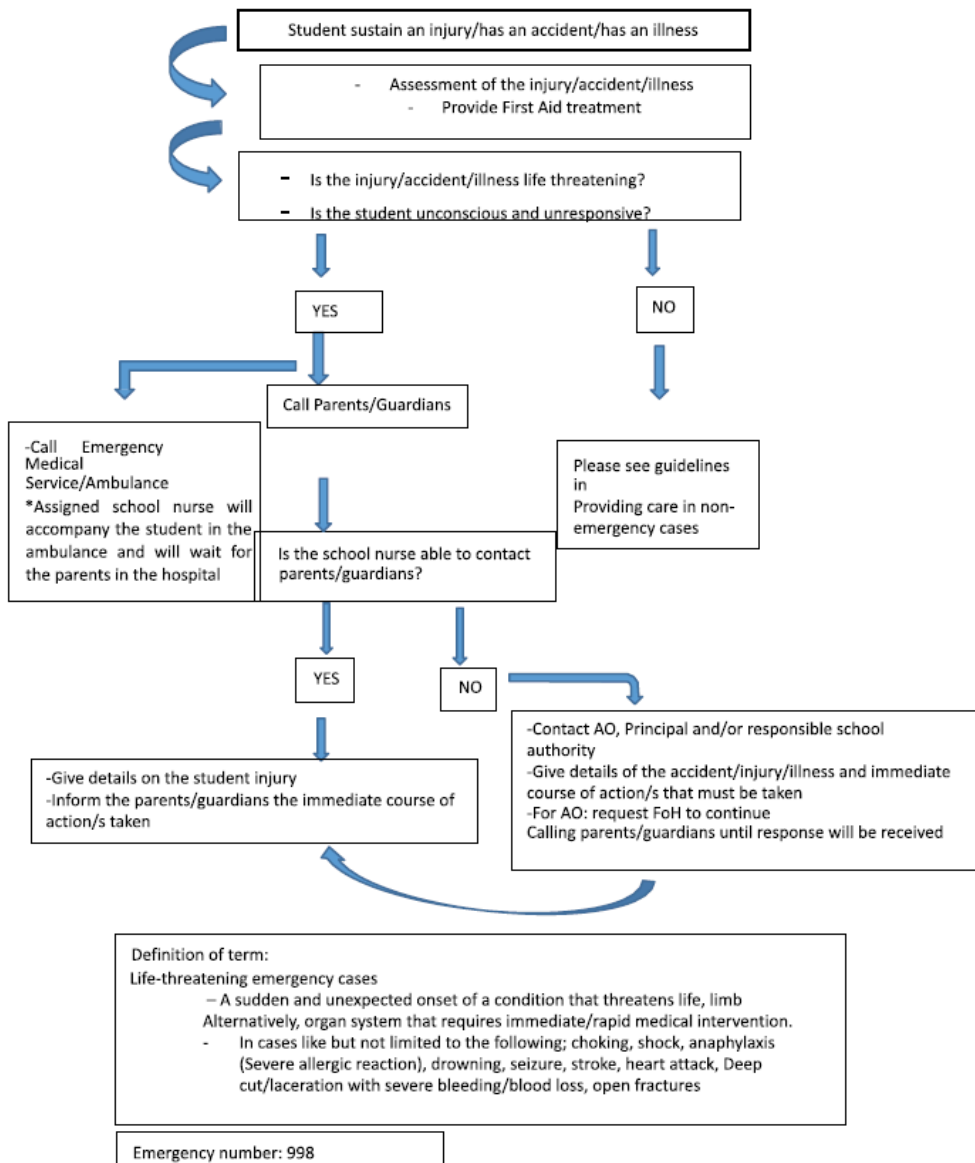 Student sustain an injury/has an accident/has an illness
- Assessment of the injury/accident/illness
- Provide First Aid treatment
- Is the injury/accident/illness life threatening?
- Is the student unconscious and unresponsive?
YES
NO
Call Parents/Guardians
-Call Emergency
Medical
Service/Ambulance
*Assigned school nurse will
accompany the student in the
ambulance and will wait for
the parents in the hospital
Please see guidelines
in
Providing care in non-
emergency cases
Is the school nurse able to contact
parents/guardians?
YES
NO
-Give details on the student injury
-Inform the parents/guardians the immediate course of
action/s taken
-Contact AO, Principal and/or responsible school
authority
-Give details of the accident/injury/illness and immediate
course of action/s that must be taken
-For AO: request FoH to continue
Calling parents/guardians until response will be received
Definition of term:
Life-threatening emergency cases
– A sudden and unexpected onset of a condition that threatens life, limb
Alternatively, organ system that requires immediate/rapid medical intervention.
- In cases like but not limited to the following; choking, shock, anaphylaxis
(Severe allergic reaction), drowning, seizure, stroke, heart attack, Deep
cut/laceration with severe bleeding/blood loss, open fractures
Emergency number: 998